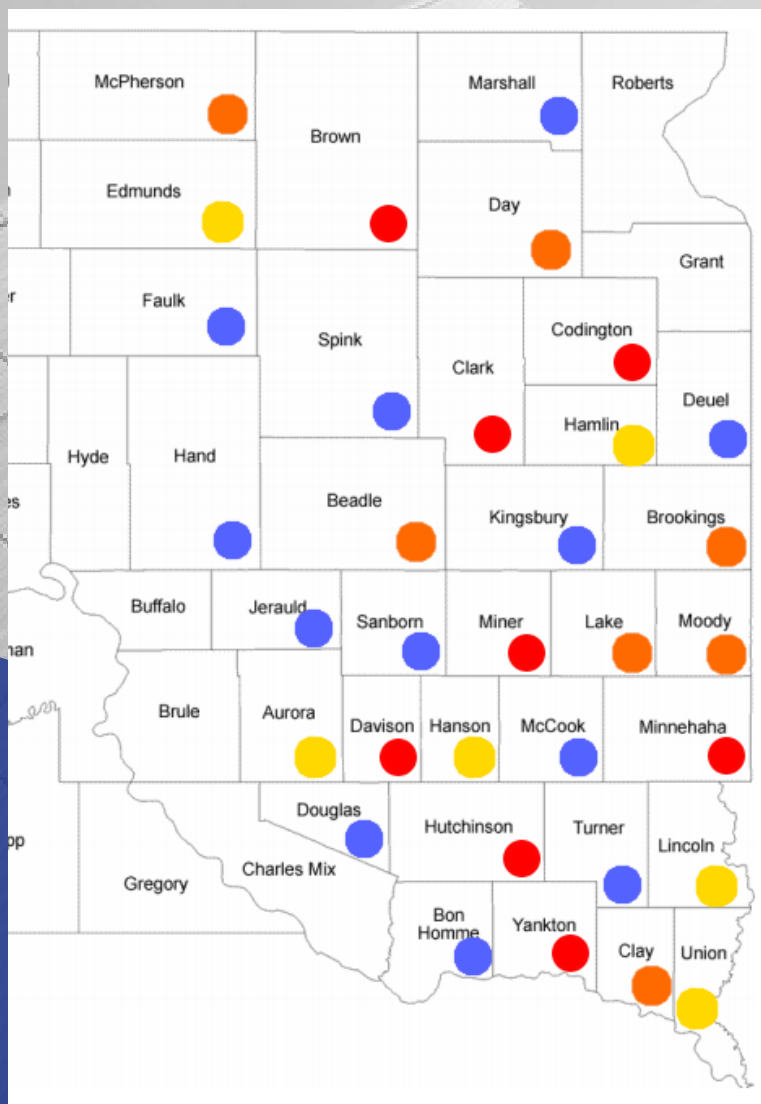 McPherson
Marshall
Roberts
Brown
Edmunds
Day
Grant
Faulk
Spink
Codington
Clark
Deuel
Hamlin
Hyde
Hand
Beadle
Kingsbury
Brookings
Buffalo
Jerauld
Sanborn
Miner
Lake
Moody
Brule
Aurora
Davison
Hanson
McCook
Minnehaha
Douglas
Hutchinson
Turner
Lincoln
Charles Mix
Gregory
Bon
Homme
Yankton
Clay
Union